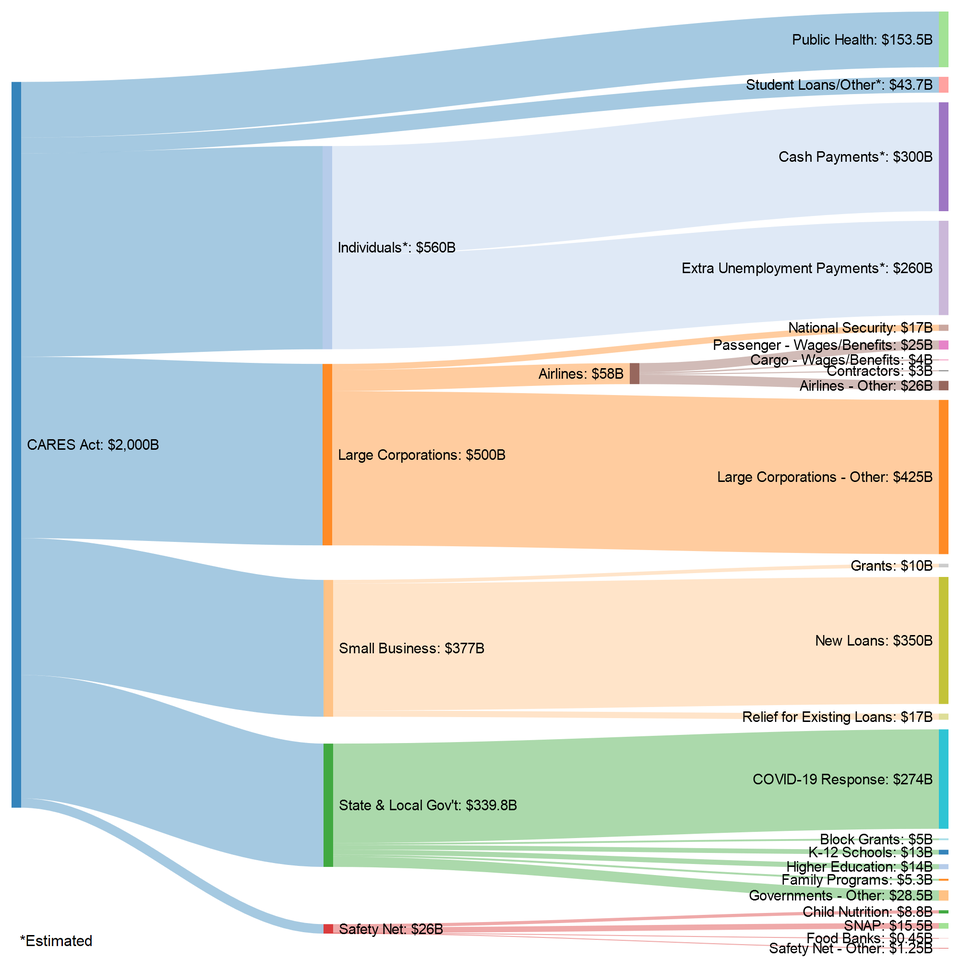 Public Health: $153.5B
Student Loans/Other*: $43.7B
Cash Payments*: $300B
Individuals*: $560B
Extra Unemployment Payments*: $260B
National Security: $17B
Passenger - Wages/Benefits: $25B
Cargo - Wages/Benefits: $4B
Contractors: $3B
Airlines: $58B
Airlines - Other: $26B
CARES Act: $2,000B
Large Corporations: $500B
Large Corporations - Other: $425B
Grants: $10B
New Loans: $350B
Small Business: $377B
Relief for Existing Loans: $17B
COVID-19 Response: $274B
State & Local Gov't: $339.8B
Block Grants: $5B
K-12 Schools: $13B
Higher Education: $14B
Family Programs: $5.3B
Governments - Other: $28.5B
Child Nutrition: $8.8B
SNAP: $15.5B
Safety Net: $26B
Food Banks: $0.45B
Safety Net - Other: $1.25B
*Estimated